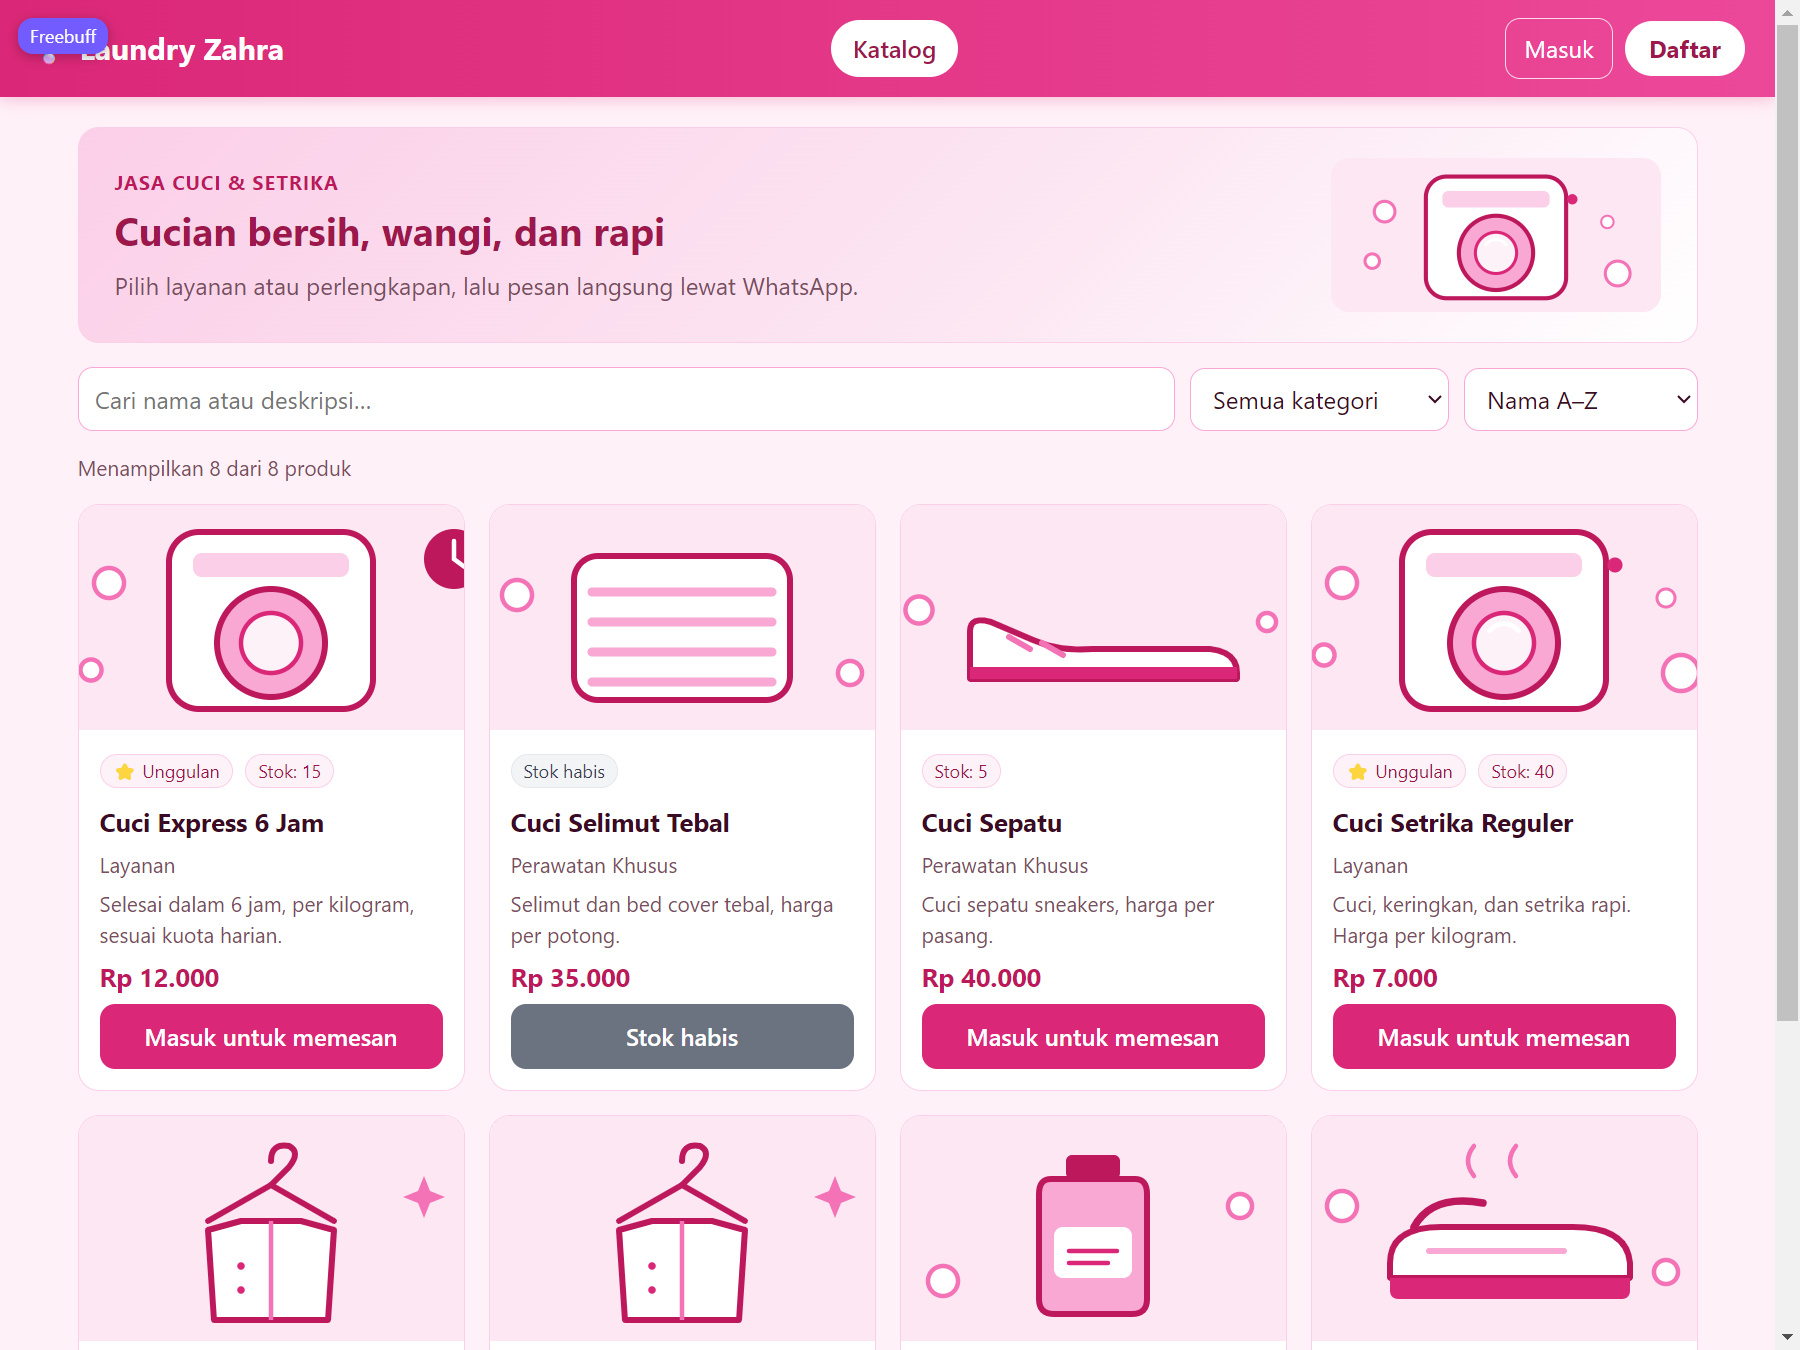 Freebuff
Laundry Zahra
Katalog
Masuk
Daftar
JASA CUCI & SETRIKA
Cucian bersih, wangi, dan rapi
Pilih layanan atau perlengkapan, lalu pesan langsung lewat WhatsApp.
Cari nama atau deskripsi...
Semua kategori
Nama A–Z
Menampilkan 8 dari 8 produk
Unggulan
Stok: 15
Cuci Express 6 Jam
Layanan
Selesai dalam 6 jam, per kilogram,
sesuai kuota harian.
Rp 12.000
Masuk untuk memesan
Stok habis
Cuci Selimut Tebal
Perawatan Khusus
Selimut dan bed cover tebal, harga
per potong.
Rp 35.000
Stok habis
Stok: 5
Cuci Sepatu
Perawatan Khusus
Cuci sepatu sneakers, harga per
pasang.
Rp 40.000
Masuk untuk memesan
Unggulan
Stok: 40
Cuci Setrika Reguler
Layanan
Cuci, keringkan, dan setrika rapi.
Harga per kilogram.
Rp 7.000
Masuk untuk memesan